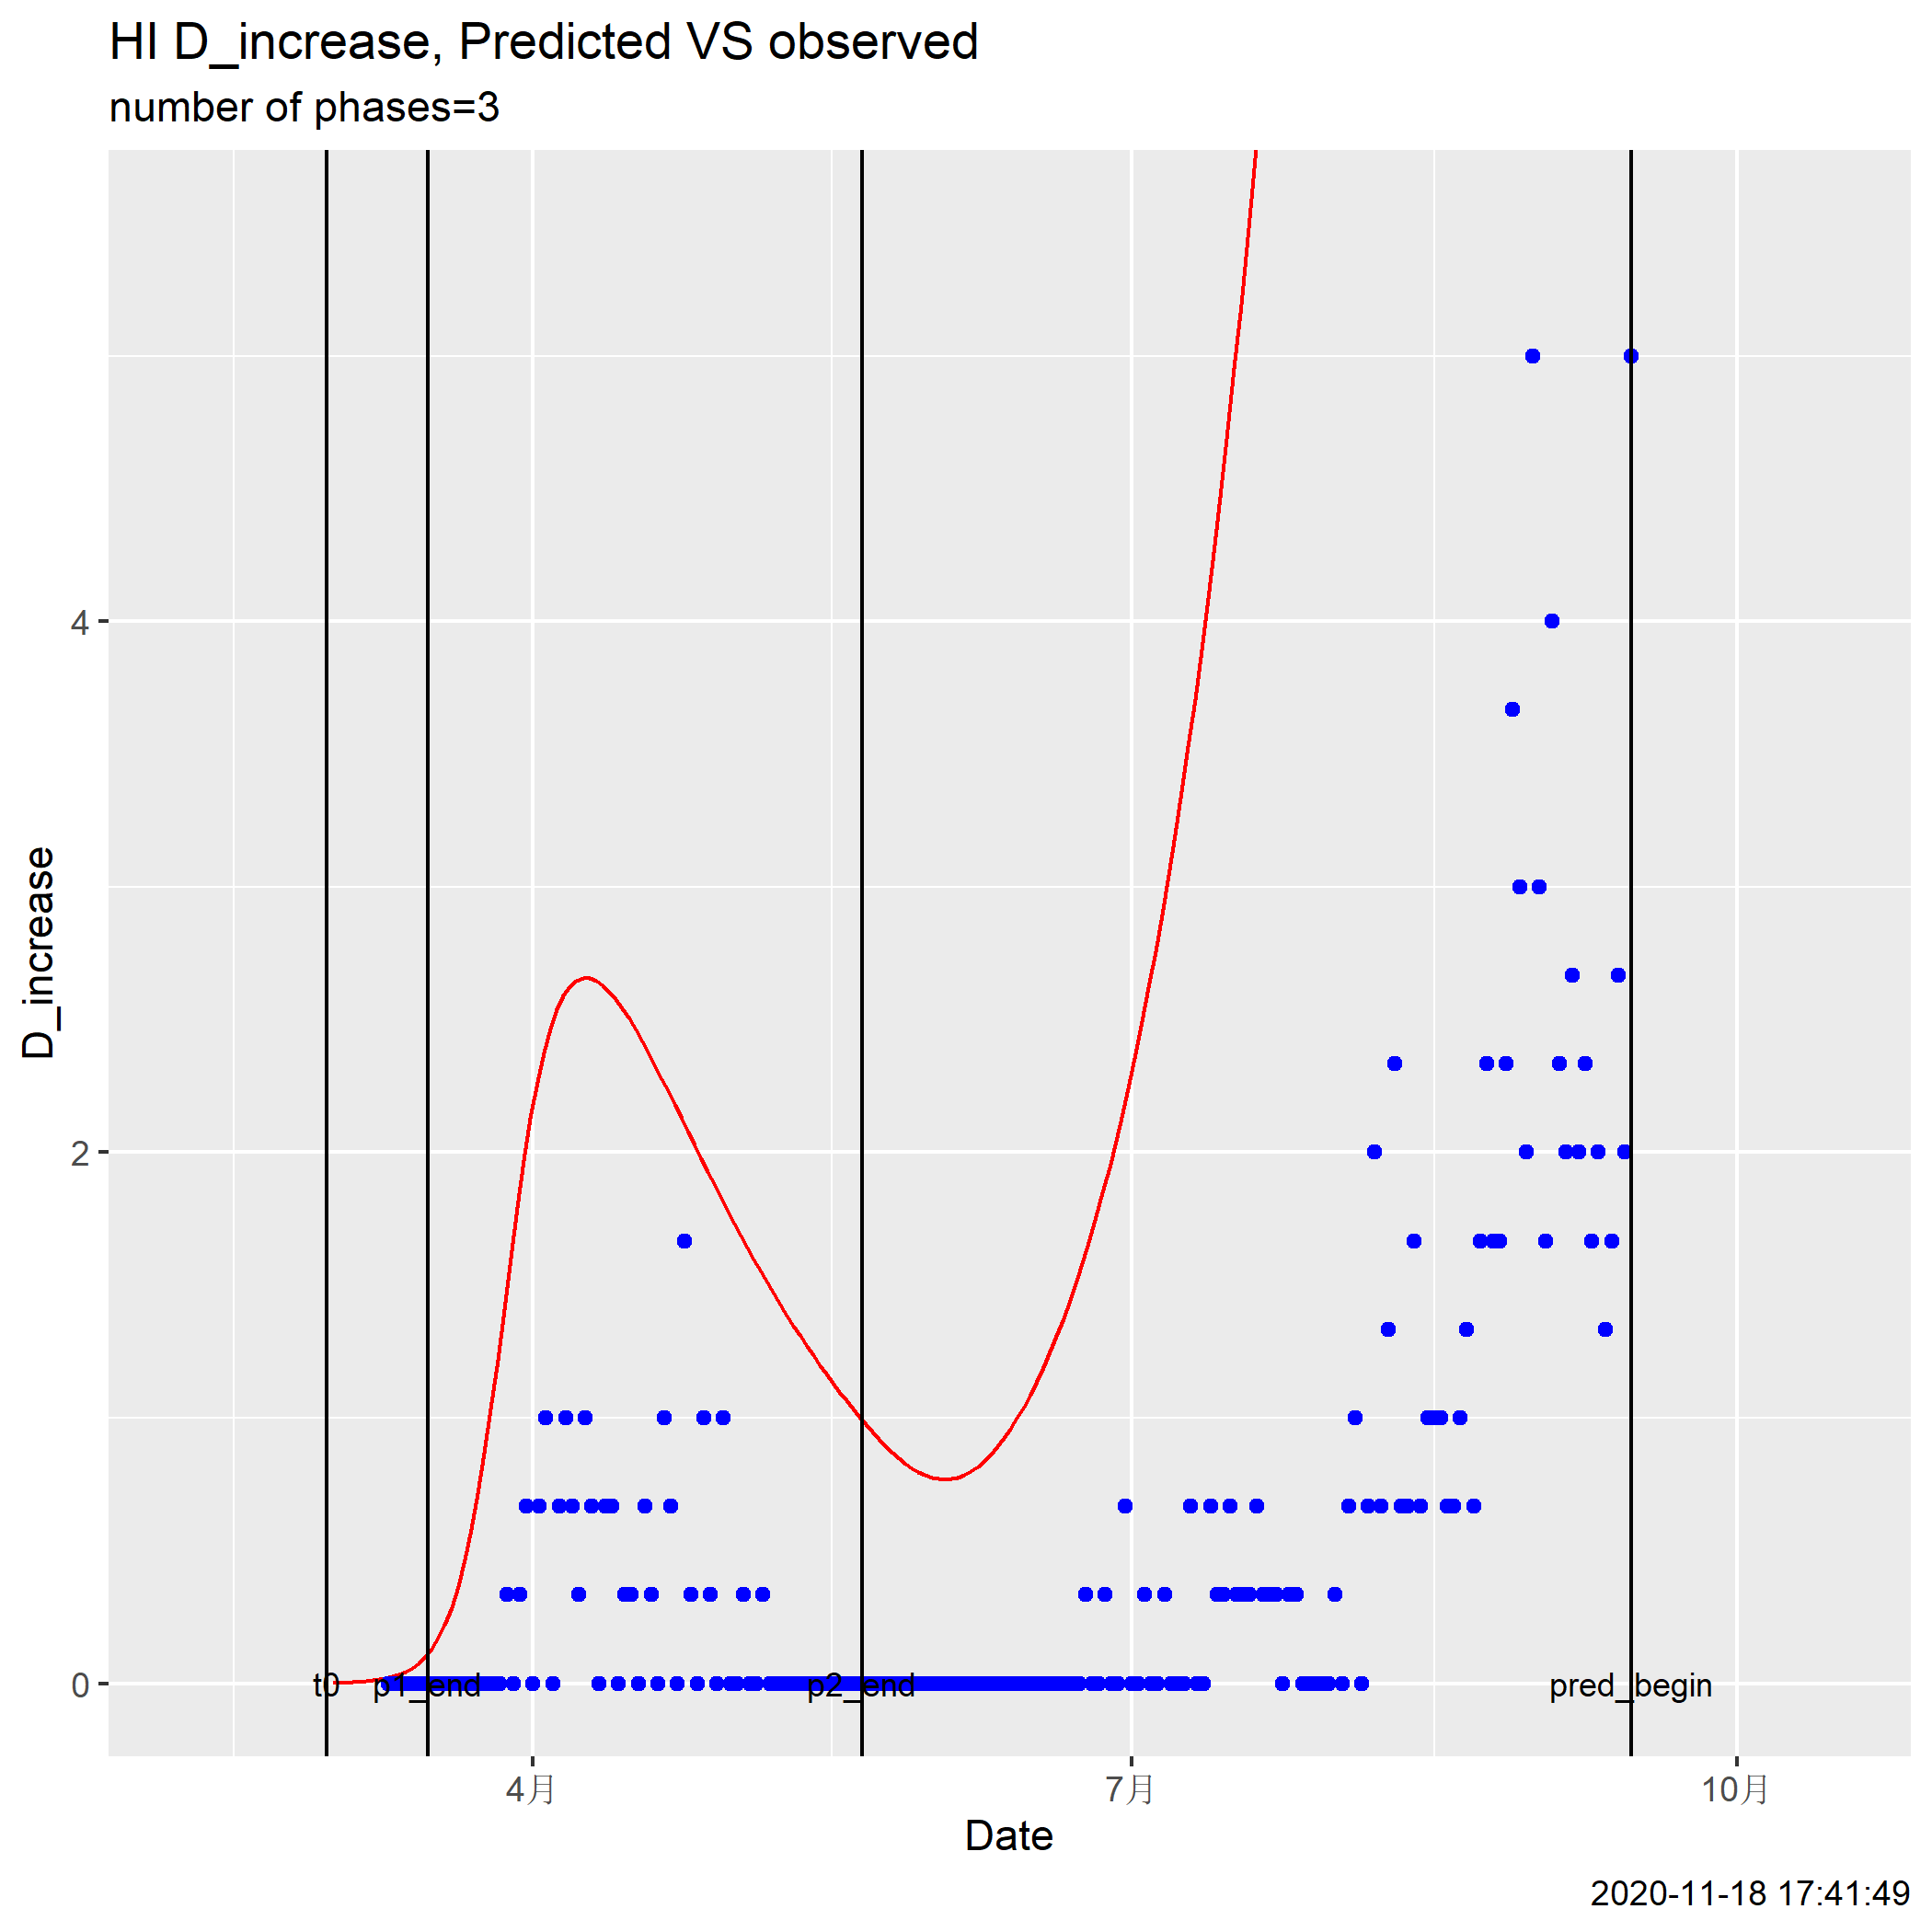 HI D_increase, Predicted VS observed
number of phases=3
D_increase
4
2
0
t0
p1_end
p2_end
pred_begin
4月
7月
10月
Date
2020-11-18 17:41:49